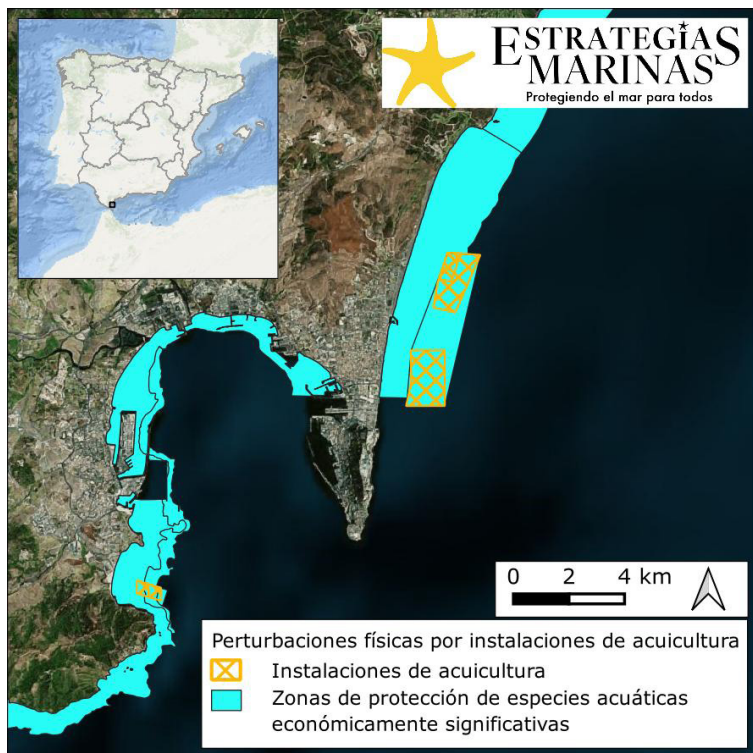 ESTRATEGIAS
MARINAS
Protegiendo el mar para todos
0 2 4 km
Perturbaciones físicas por instalaciones de acuicultura
Instalaciones de acuicultura
Zonas de protección de especies acuáticas
económicamente significativas